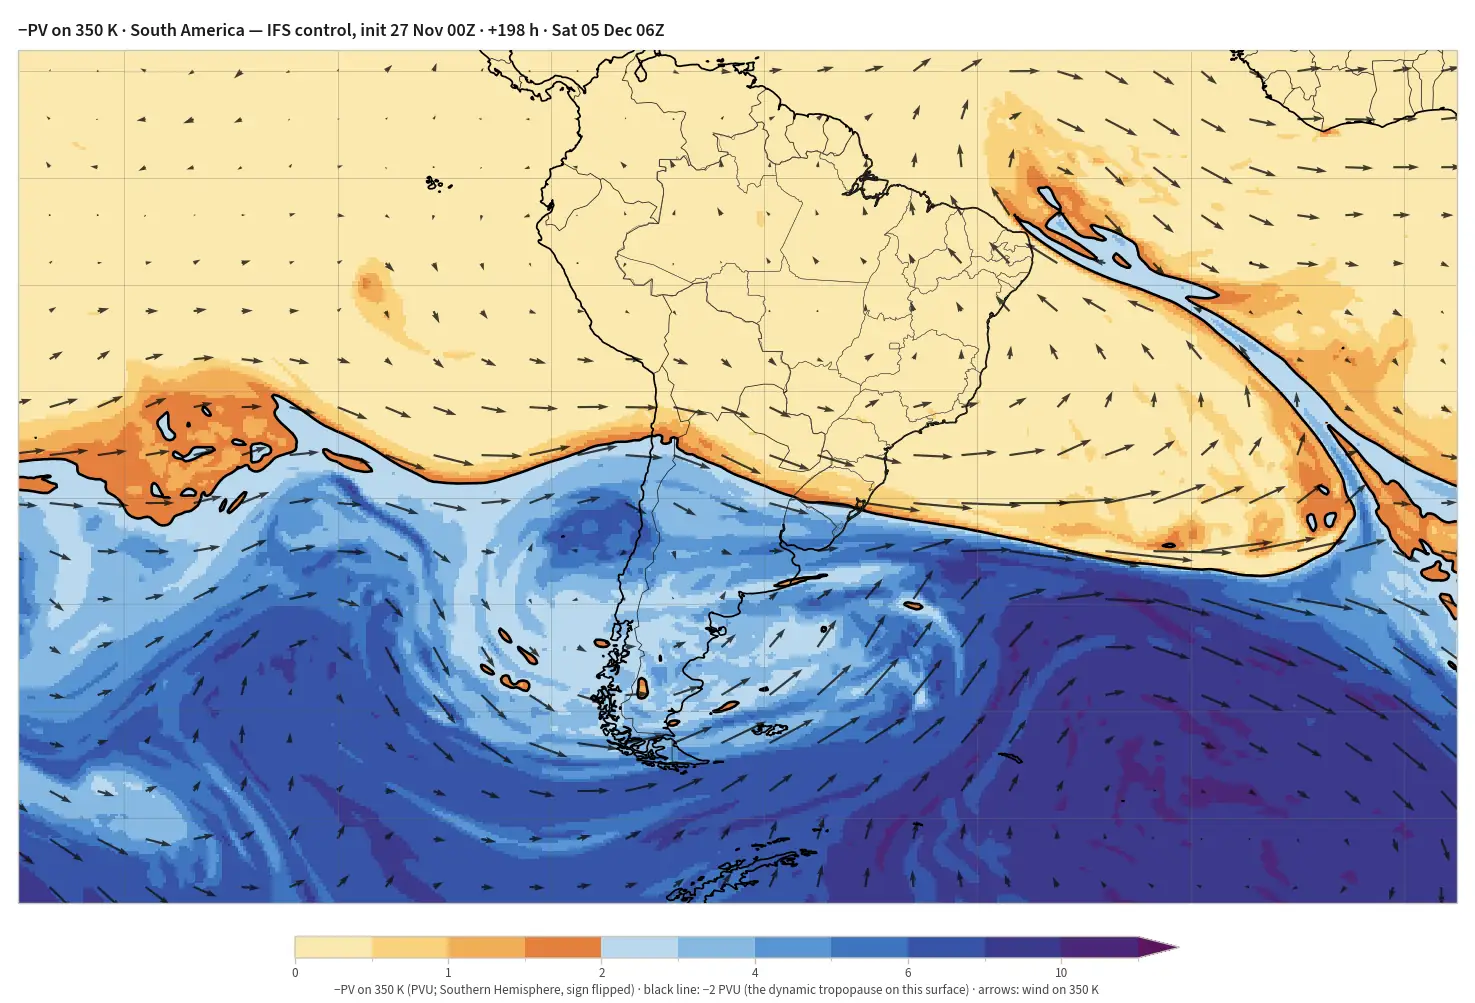 −PV on 350 K · South America — IFS control, init 27 Nov 00Z · +198 h · Sat 05 Dec 06Z
0 1 2 4 6 10
−PV on 350 K (PVU; Southern Hemisphere, sign flipped) · black line: −2 PVU (the dynamic tropopause on this surface) · arrows: wind on 350 K